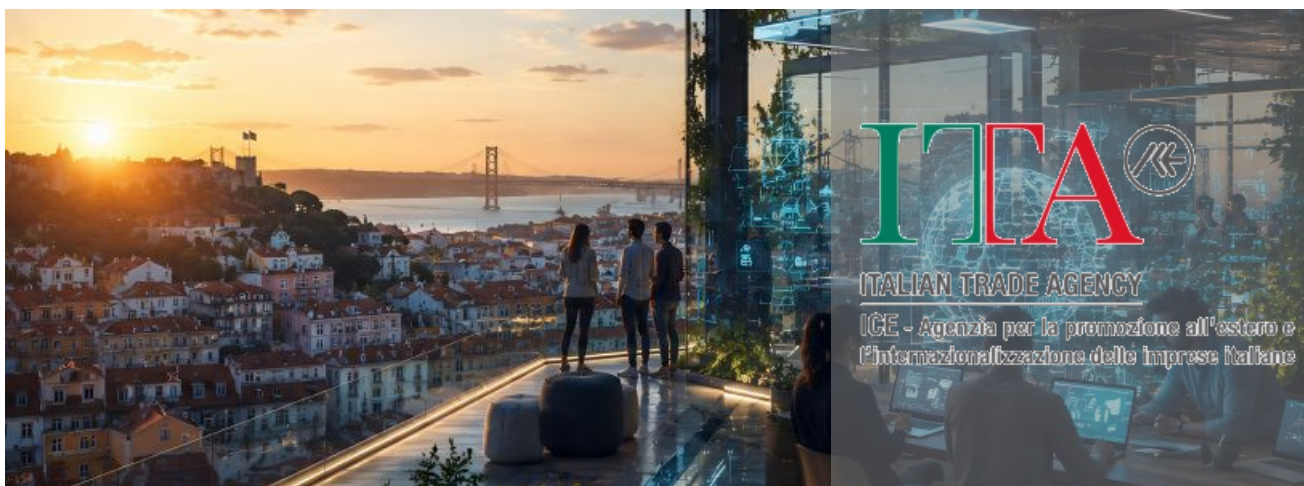 ITA
ITALIAN TRADE AGENCY
ICE - Agenzia per la promozione all'estero e
l'internazionalizzazione delle imprese italiane